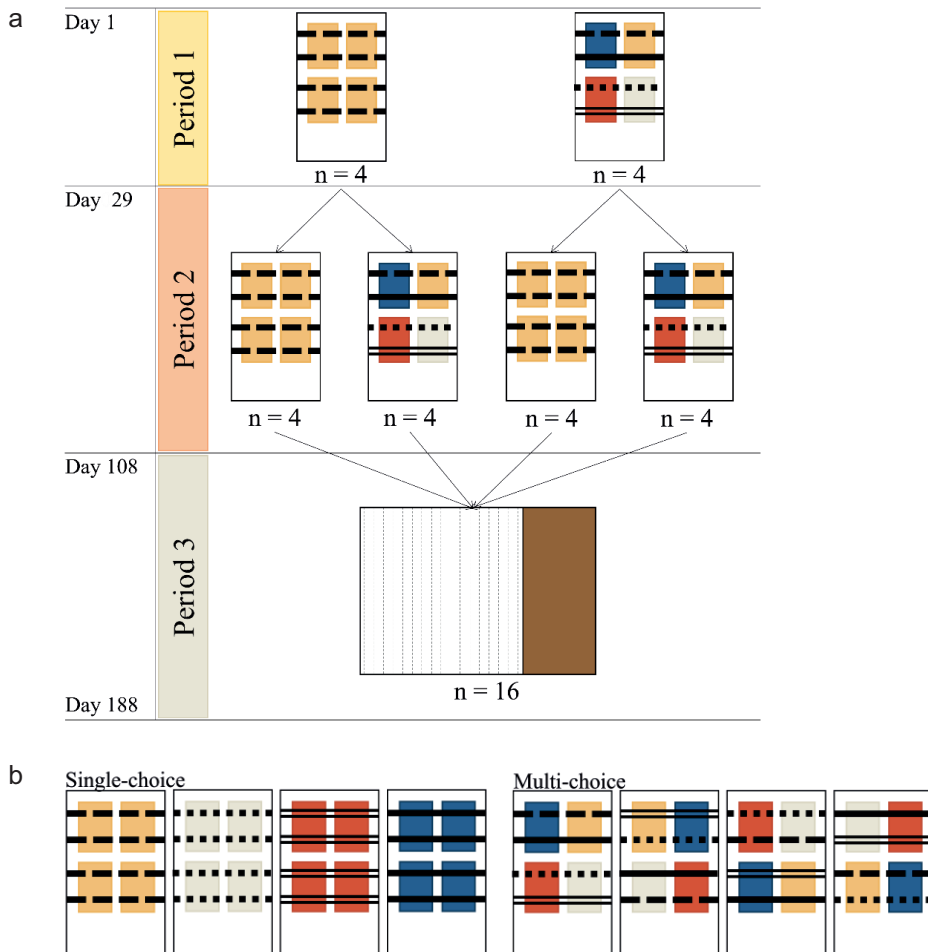 a
Day 1
Period 1
n = 4
n = 4
Day 29
Period 2
n = 4
n = 4
n = 4
n = 4
Day 108
Period 3
n = 16
Day 188
b
Single-choice
Multi-choice